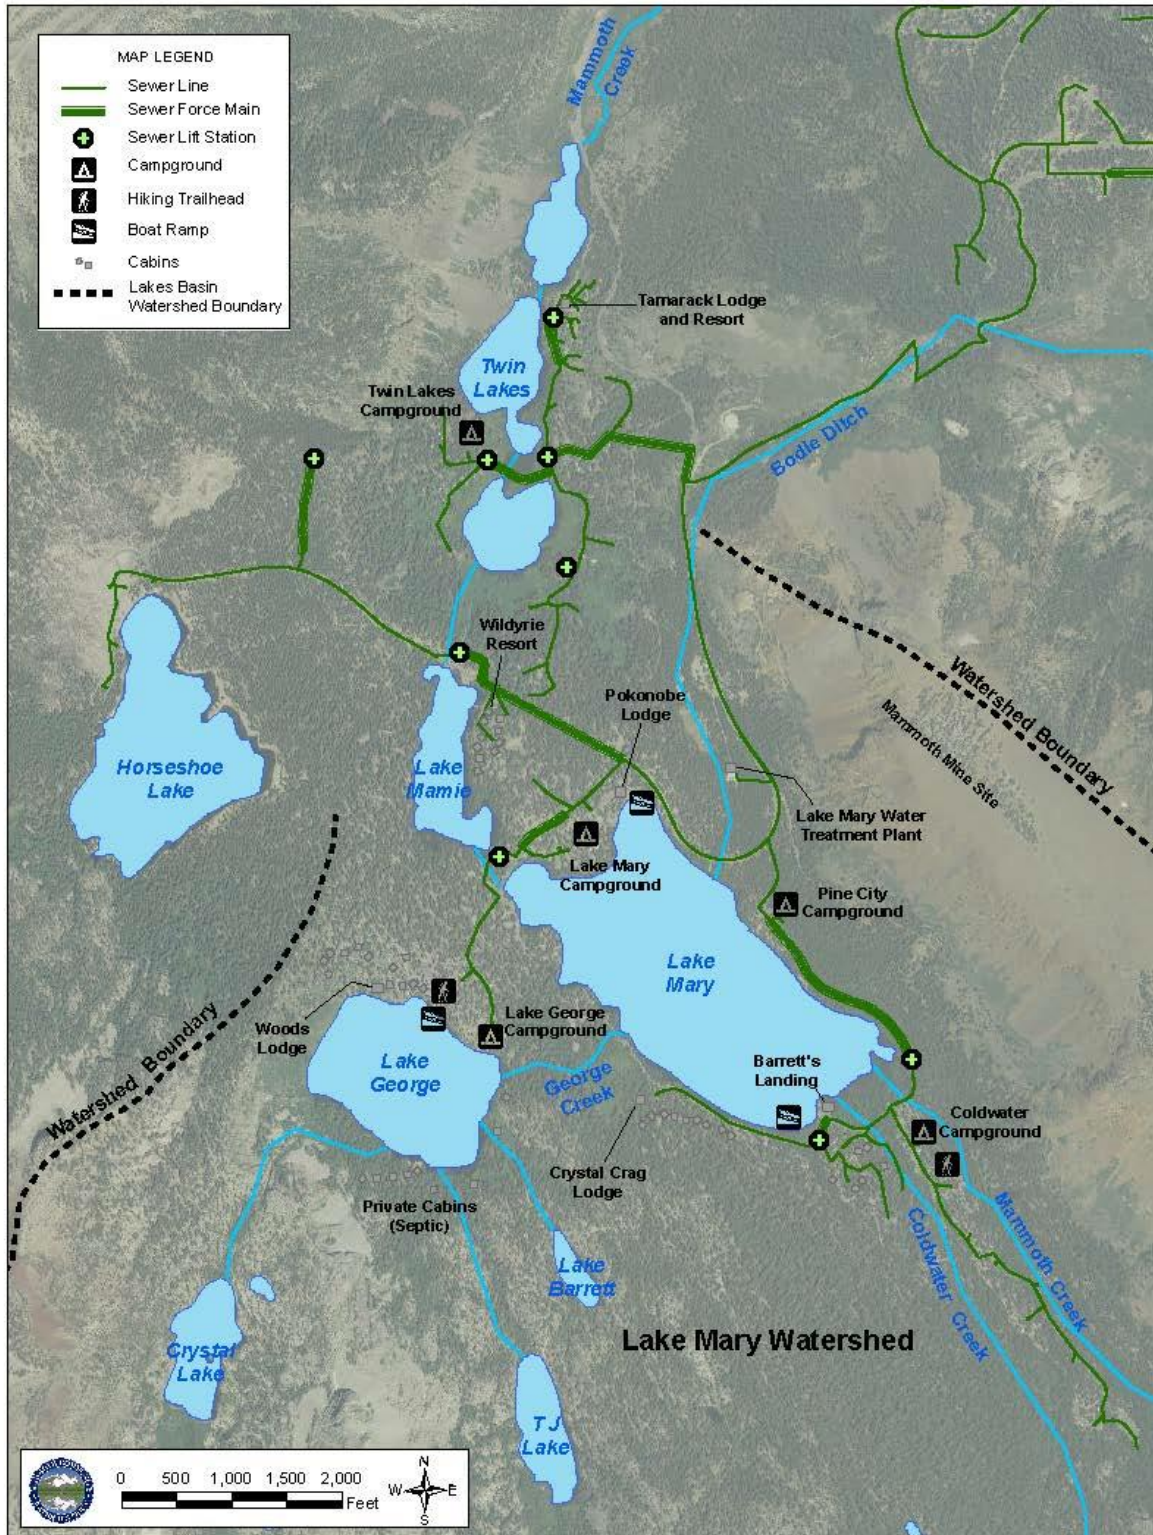 MAP LEGEND
Sewer Line
Sewer Force Main
Sewer Lift Station
Campground
Hiking Trailhead
Boat Ramp
Cabins
Lakes Basin
Watershed Boundary
Mammoth
Creek
Tamarack Lodge
and Resort
Twin
Lakes
Twin Lakes
Campground
Bodie Ditch
Wildyrie
Resort
Pokonobe
Lodge
Watershed Boundary
Mammoth Mine Site
Horseshoe
Lake
Lake
Mamie
Lake Mary Water
Treatment Plant
Lake Mary
Campground
Pine City
Campground
Lake
Mary
Watershed Boundary
Woods
Lodge
Lake George
Campground
Lake
George
George
Creek
Barrett's
Landing
Coldwater
Campground
Crystal Crag
Lodge
Private Cabins
(Septic)
Mammoth Creek
Coldwater Creek
Lake
Barrett
Lake Mary Watershed
Crystal
Lake
T J
Lake
0 500 1,000 1,500 2,000
Feet
N
W E
S